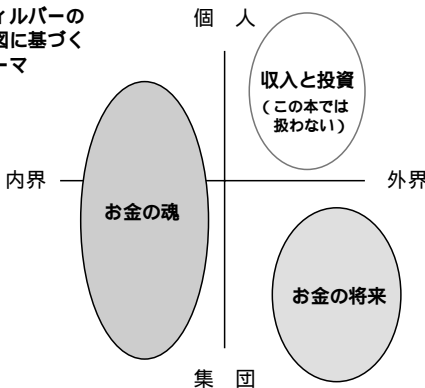 ィルバーの
図に基づく
ーマ
個 人
収入と投資
（この本では
扱わない）
内界
外界
お金の魂
お金の将来
集 団